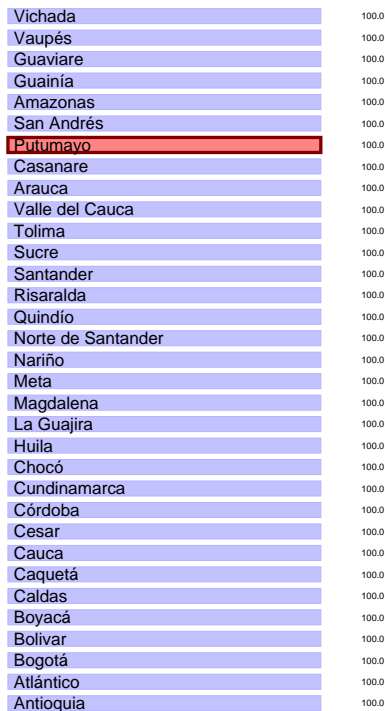 Vichada 100.0
Vaupés 100.0
Guaviare 100.0
Guainía 100.0
Amazonas 100.0
San Andrés 100.0
Putumayo 100.0
Casanare 100.0
Arauca 100.0
Valle del Cauca 100.0
Tolima 100.0
Sucre 100.0
Santander 100.0
Risaralda 100.0
Quindío 100.0
Norte de Santander 100.0
Nariño 100.0
Meta 100.0
Magdalena 100.0
La Guajira 100.0
Huila 100.0
Chocó 100.0
Cundinamarca 100.0
Córdoba 100.0
Cesar 100.0
Cauca 100.0
Caquetá 100.0
Caldas 100.0
Boyacá 100.0
Bolivar 100.0
Bogotá 100.0
Atlántico 100.0
Antioquia 100.0